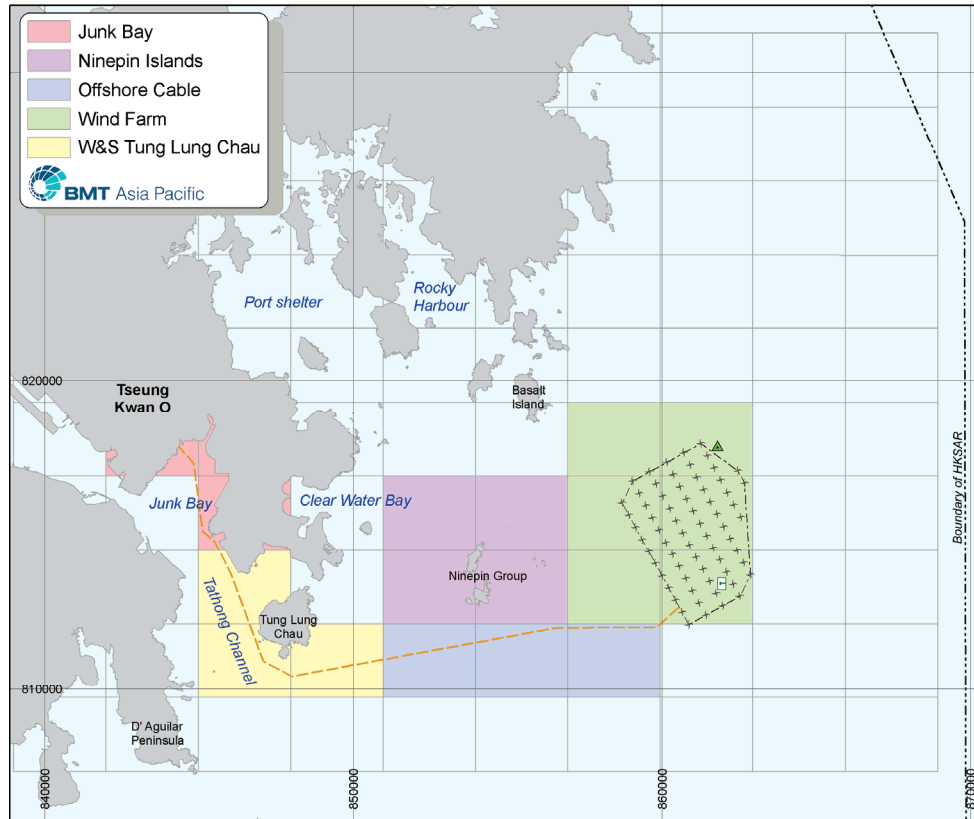 Junk Bay
Ninepin Islands
Offshore Cable
Wind Farm
W&S Tung Lung Chau
BMT Asia Pacific
Port shelter
Rocky
Harbour
820000
Tseung
Kwan O
Basalt
Island
Junk Bay
Clear Water Bay
Boundary of HKSAR
Ninepin Group
Tathong Channel
Tung Lung
Chau
810000
D' Aguilar
Peninsula
840000
850000
860000
870000